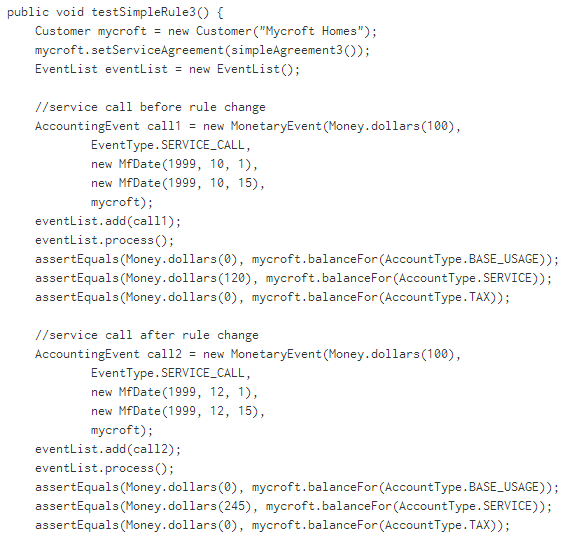 public void testSimpleRule3() {
    Customer mycroft = new Customer("Mycroft Homes");
    mycroft.setServiceAgreement(simpleAgreement3());
    EventList eventList = new EventList();

    //service call before rule change
    AccountingEvent call1 = new MonetaryEvent(Money.dollars(100),
            EventType.SERVICE_CALL,
            new MfDate(1999, 10, 1),
            new MfDate(1999, 10, 15),
            mycroft);
    eventList.add(call1);
    eventList.process();
    assertEquals(Money.dollars(0), mycroft.balanceFor(AccountType.BASE_USAGE));
    assertEquals(Money.dollars(120), mycroft.balanceFor(AccountType.SERVICE));
    assertEquals(Money.dollars(0), mycroft.balanceFor(AccountType.TAX));

    //service call after rule change
    AccountingEvent call2 = new MonetaryEvent(Money.dollars(100),
            EventType.SERVICE_CALL,
            new MfDate(1999, 12, 1),
            new MfDate(1999, 12, 15),
            mycroft);
    eventList.add(call2);
    eventList.process();
    assertEquals(Money.dollars(0), mycroft.balanceFor(AccountType.BASE_USAGE));
    assertEquals(Money.dollars(245), mycroft.balanceFor(AccountType.SERVICE));
    assertEquals(Money.dollars(0), mycroft.balanceFor(AccountType.TAX));